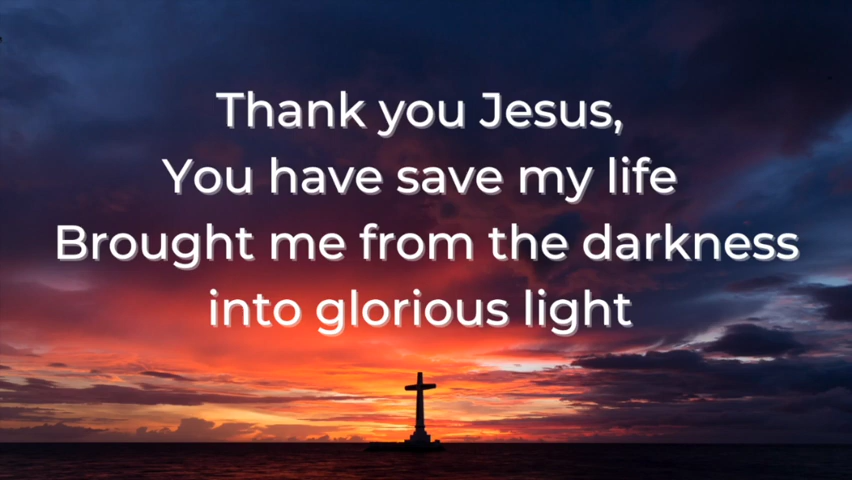 Thank you Jesus,
You have save my life
Brought me from the darkness
into glorious light